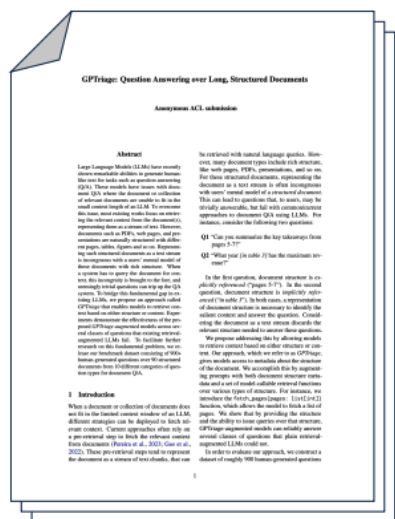 GPTriage: Question Answering over Long, Structured Documents
Anonymous ACL submission
Abstract
Large Language Models (LLMs) have recently
shown remarkable abilities to generate human-
like text for tasks such as question answering
(Q/A). These models have issues with doc-
ument Q/A where the document or collection
of relevant documents are unable to fit in the
small context length of an LLM. To overcome
this issue, most existing works focus on retriev-
ing the relevant context from the document(s),
representing them as a stream of text. However,
documents such as PDFs, web pages, and pre-
sentations are naturally structured with differ-
ent pages, tables, figures and so on. Represent-
ing such structured documents as a text stream
is incongruous with a users' mental model of
these documents with rich structure. When
a system has to query the document for con-
text, this incongruity is brought to the fore, and
seemingly trivial questions can trip up the QA
system. To bridge this fundamental gap in ex-
isting LLMs, we propose an approach called
GPTriage that enables models to retrieve con-
text based on either structure or content. Exper-
iments demonstrate the effectiveness of the pro-
posed GPTriage-augmented models across sev-
eral classes of questions that existing retrieval-
augmented LLMs fail. To facilitate further
research on this fundamental problem, we re-
lease our benchmark dataset consisting of 900+
human-generated questions over 90 structured
documents from 10 different categories of ques-
tion types for document Q/A.
1 Introduction
When a document or collection of documents does
not fit in the limited context window of an LLM,
different strategies can be deployed to fetch rel-
evant context. Current approaches often rely on
a pre-retrieval step to fetch the relevant context
from documents (Pereira et al., 2023; Gao et al.,
2022). These pre-retrieval steps tend to represent
the document as a stream of text chunks, that can
be retrieved with natural language queries. How-
ever, many document types include rich structure,
like web pages, PDFs, presentations, and so on.
For these structured documents, representing the
document as a text stream is often incongruous
with users' mental model of a structured document.
This can lead to questions that, to users, may be
trivially answerable, but fail with common/current
approaches to document Q/A using LLMs. For
instance, consider the following two questions:
Q1 "Can you summarize the key takeaways from
pages 5-7?"
Q2 "What year [in table 3] has the maximum rev-
enue?"
In the first question, document structure is ex-
plicitly referenced ("pages 5-7"). In the second
question, document structure is implicitly refer-
enced ("in table 3"). In both cases, a representation
of document structure is necessary to identify the
salient context and answer the question. Consid-
ering the document as a text stream discards the
relevant structure needed to answer these questions.
We propose addressing this by allowing models
to retrieve context based on either structure or con-
tent. Our approach, which we refer to as GPTriage,
gives models access to metadata about the structure
of the document. We accomplish this by augment-
ing prompts with both document structure meta-
data and a set of model-callable retrieval functions
over various types of structure. For instance, we
introduce the fetch_pages(pages: list[int])
function, which allows the model to fetch a list of
pages. We show that by providing the structure
and the ability to issue queries over that structure,
GPTriage-augmented models can reliably answer
several classes of questions that plain retrieval-
augmented LLMs could not.
In order to evaluate our approach, we construct a
dataset of roughly 900 human-generated questions
1